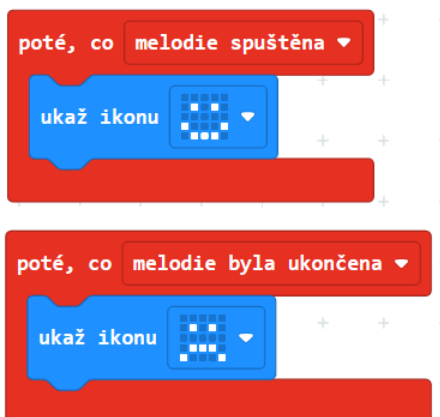 poté, co melodie spuštěna
ukaž ikonu
poté, co melodie byla ukončena
ukaž ikonu